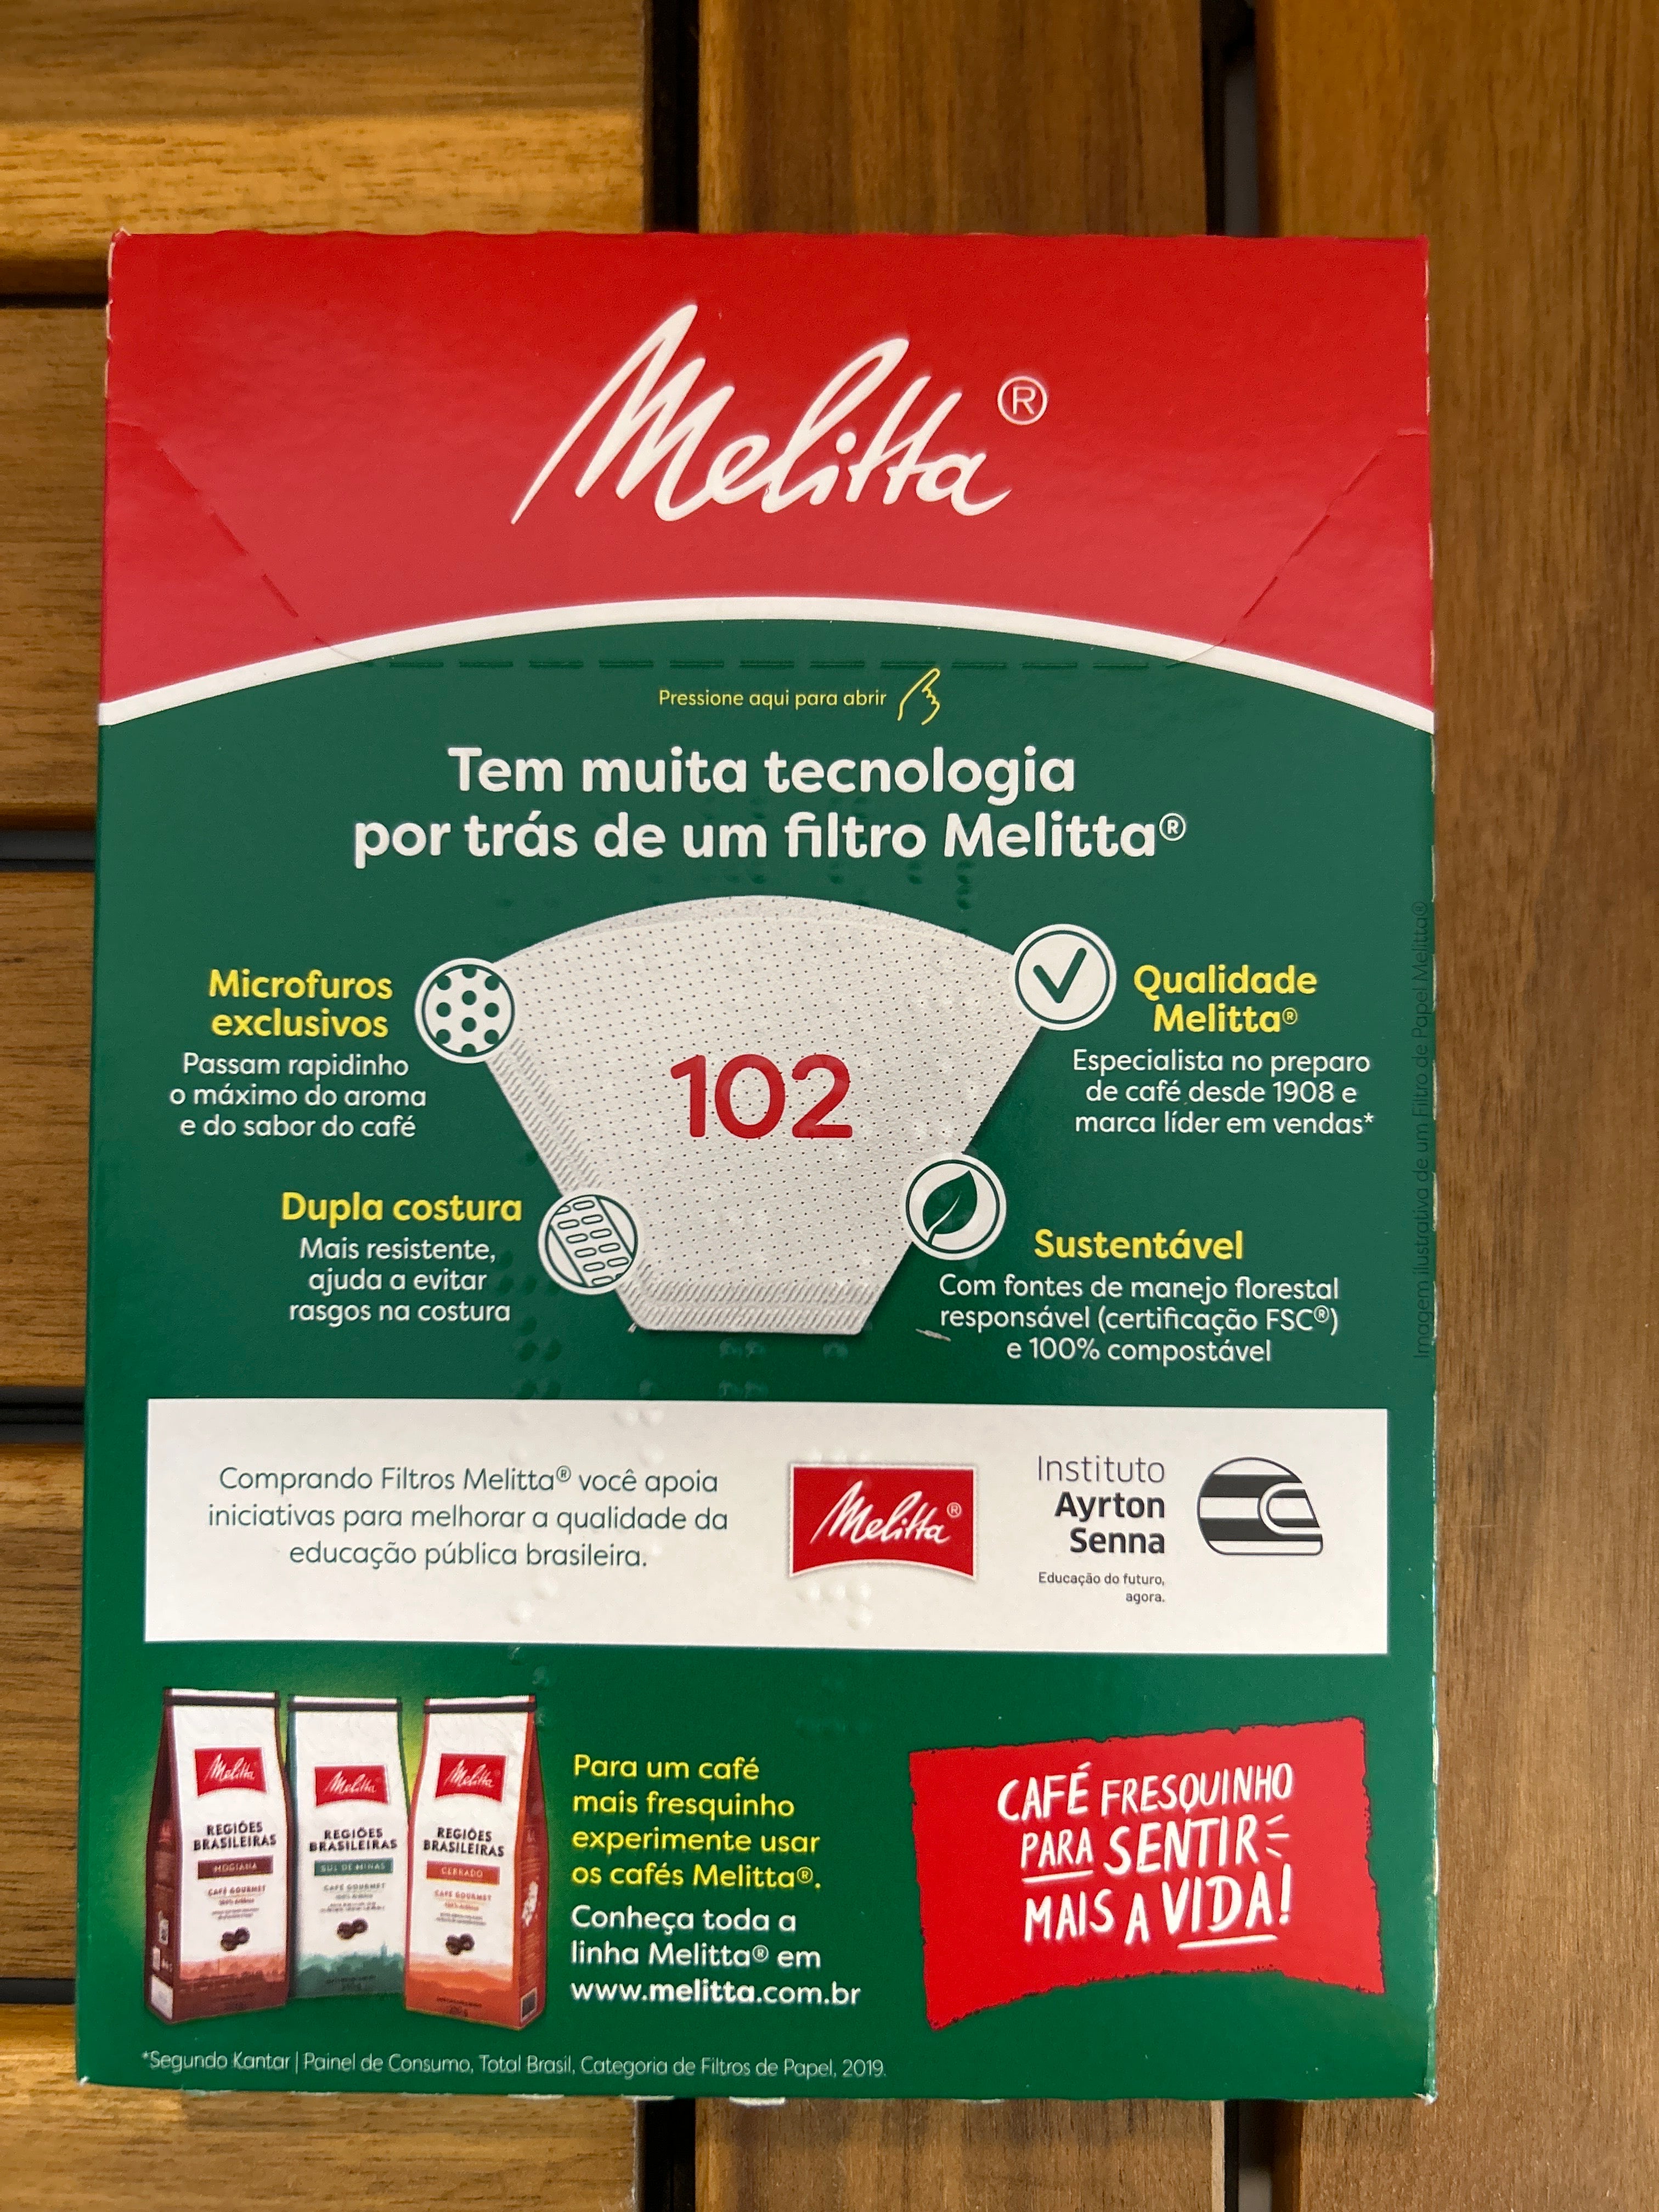 Melitta®
Pressione aqui para abrir
Tem muita tecnologia
por trás de um filtro Melitta®
Microfuros
exclusivos
Passam rapidinho
o máximo do aroma
e do sabor do café
102
Qualidade
Melitta®
Especialista no preparo
de café desde 1908 e
marca líder em vendas*
Dupla costura
Mais resistente,
ajuda a evitar
rasgos na costura
Sustentável
Com fontes de manejo florestal
responsável (certificação FSC®)
e 100% compostável
Imagem ilustrativa de um Filtro de Papel Melitta®
Comprando Filtros Melitta® você apoia
iniciativas para melhorar a qualidade da
educação pública brasileira.
Melitta®
Instituto
Ayrton
Senna
Educação do futuro,
agora.
Melitta
REGIÕES
BRASILEIRAS
MOGIANA
CAFÉ GOURMET
Melitta
REGIÕES
BRASILEIRAS
SUL DE MINAS
CAFÉ GOURMET
Melitta
REGIÕES
BRASILEIRAS
CERRADO
CAFÉ GOURMET
Para um café
mais fresquinho
experimente usar
os cafés Melitta®.
Conheça toda a
linha Melitta® em
www.melitta.com.br
CAFÉ FRESQUINHO
PARA SENTIR
MAIS A VIDA!
*Segundo Kantar | Painel de Consumo, Total Brasil, Categoria de Filtros de Papel, 2019.